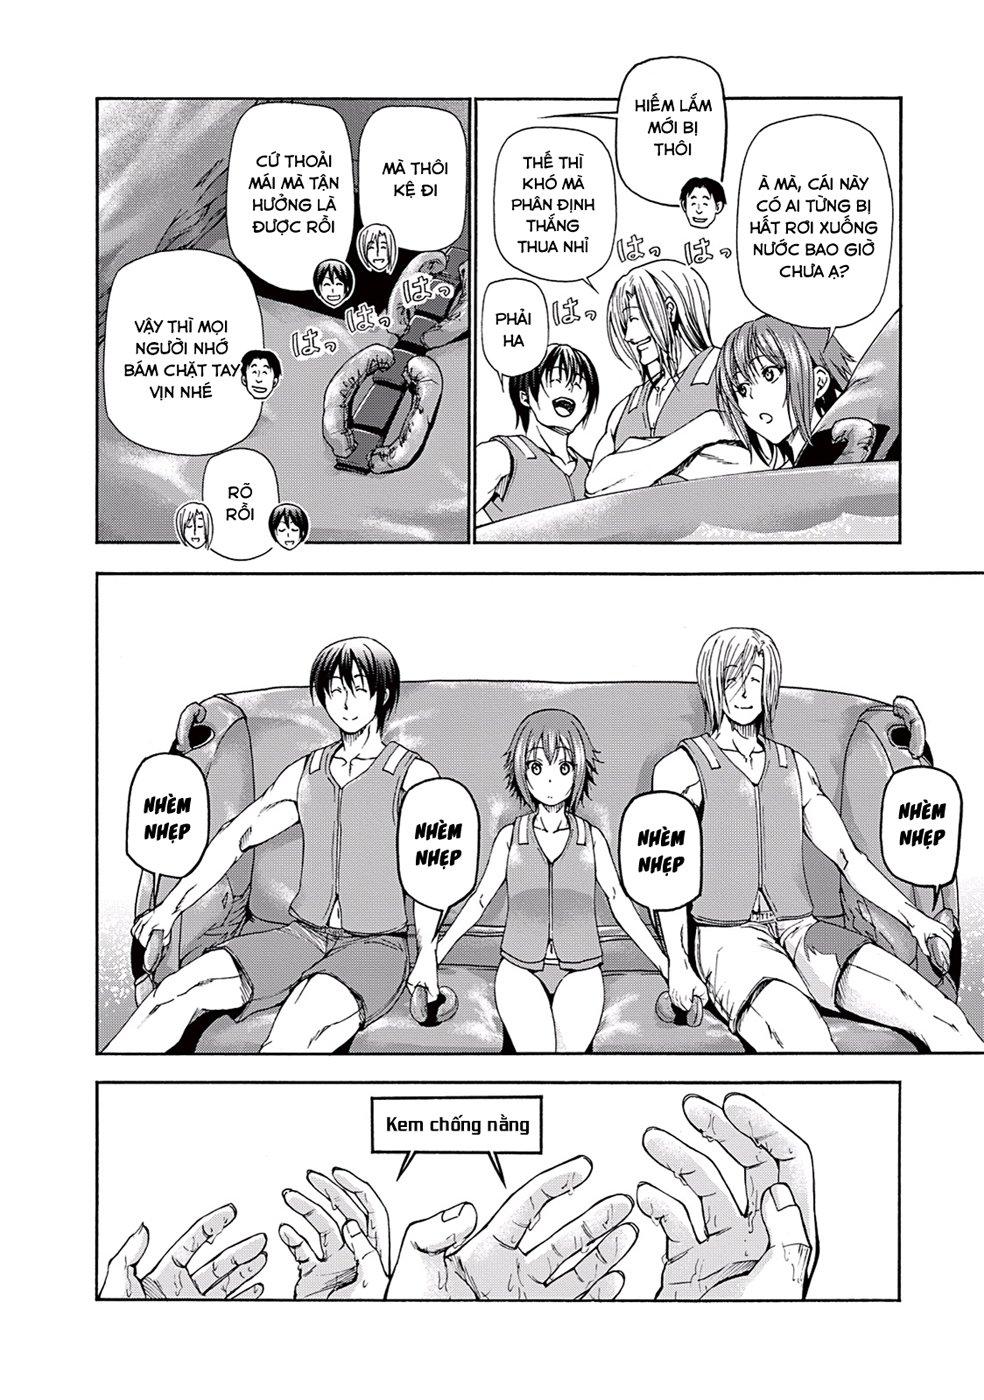 À MÀ, CÁI NÀY
CÓ AI TỪNG BỊ
HẤT RƠI XUỐNG
NƯỚC BAO GIỜ
CHƯA Ạ?
HIẾM LẮM
MỚI BỊ
THÔI
THẾ THÌ
KHÓ MÀ
PHÂN ĐỊNH
THẮNG
THUA NHỈ
PHẢI
HA
はっ
はっ
はっ
MÀ THÔI
KỆ ĐI
CỨ THOẢI
MÁI MÀ TẬN
HƯỞNG LÀ
ĐƯỢC RỒI
はっ
はっ
はっ
VẬY THÌ MỌI
NGƯỜI NHỚ
BÁM CHẶT TAY
VỊN NHÉ
RÕ
RỒI
NHÈM
NHẸP
NHÈM
NHẸP
NHÈM
NHẸP
NHÈM
NHẸP
Kem chống nằng